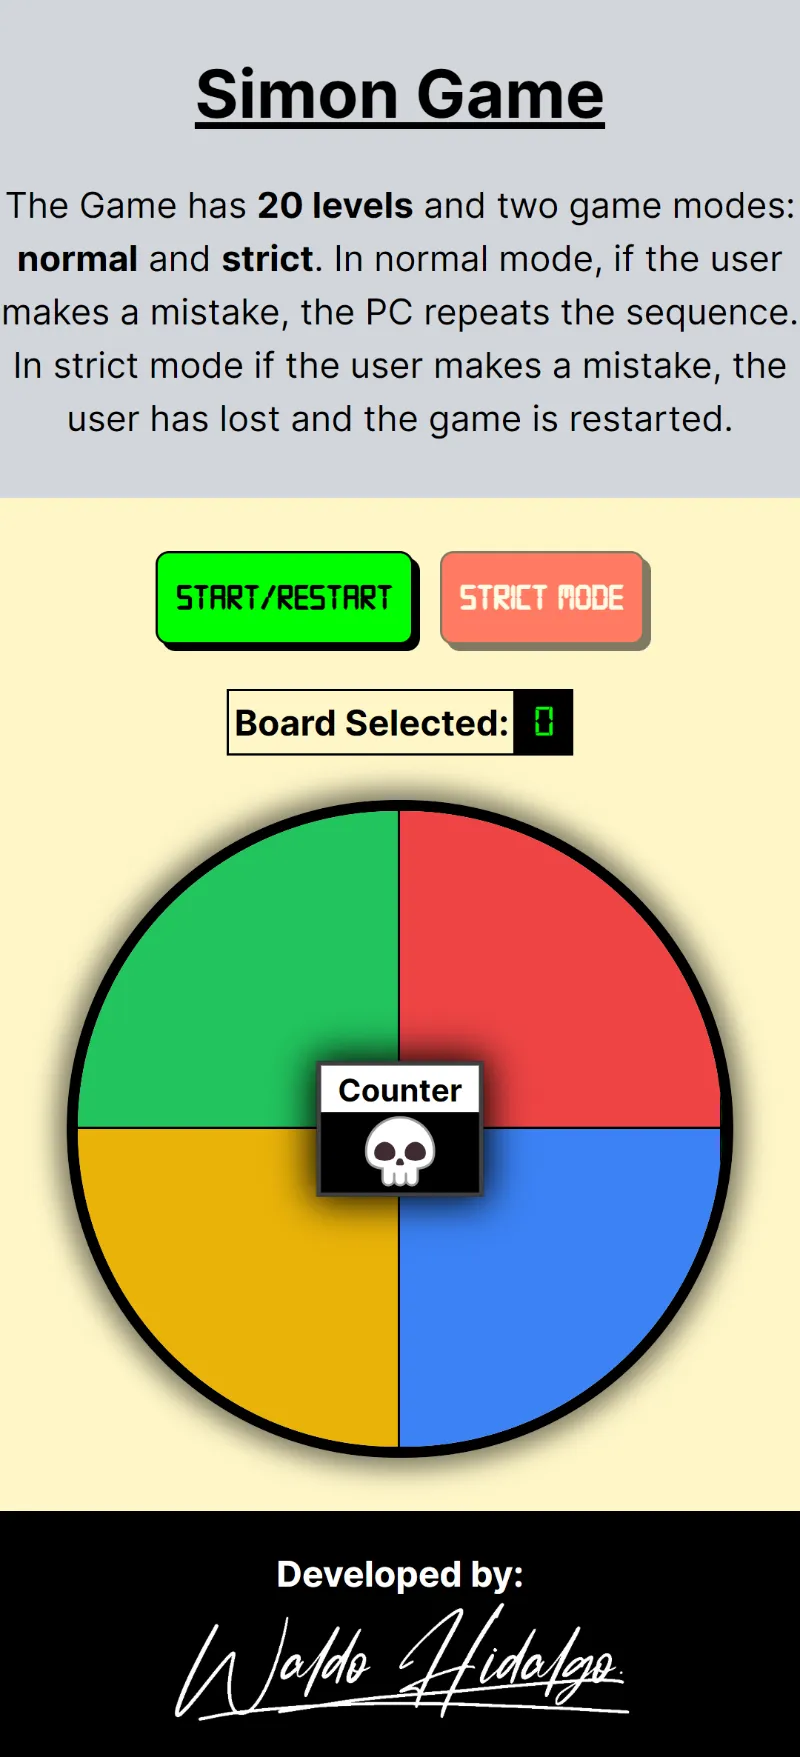 Simon Game
The Game has 20 levels and two game modes:
normal and strict. In normal mode, if the user
makes a mistake, the PC repeats the sequence.
In strict mode if the user makes a mistake, the
user has lost and the game is restarted.
START/RESTART STRICT MODE
Board Selected: 0
Counter
Developed by:
Waldo Hidalgo.